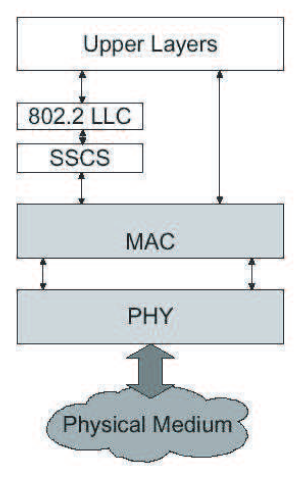 Upper Layers
802.2 LLC
SSCS
MAC
PHY
Physical Medium